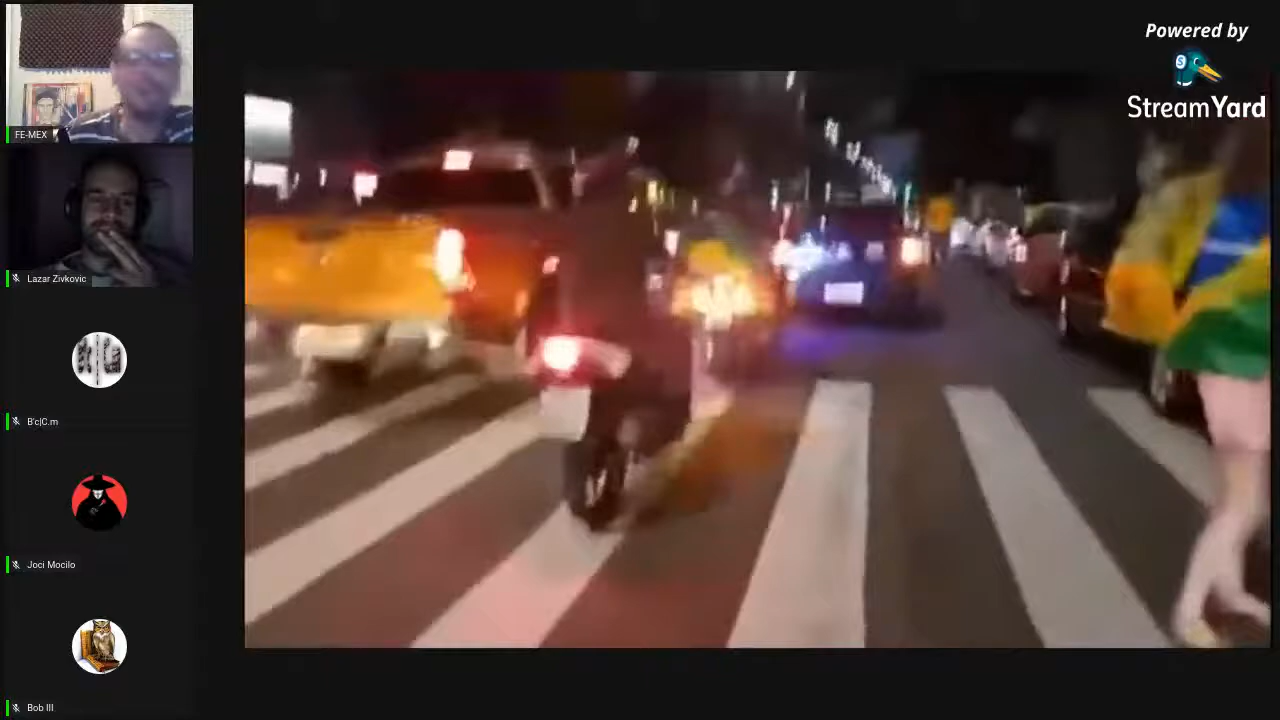 Powered by
StreamYard
FE-MEX
Lazar Zivkovic
B'c|C.m
Joci Mocilo
Bob III